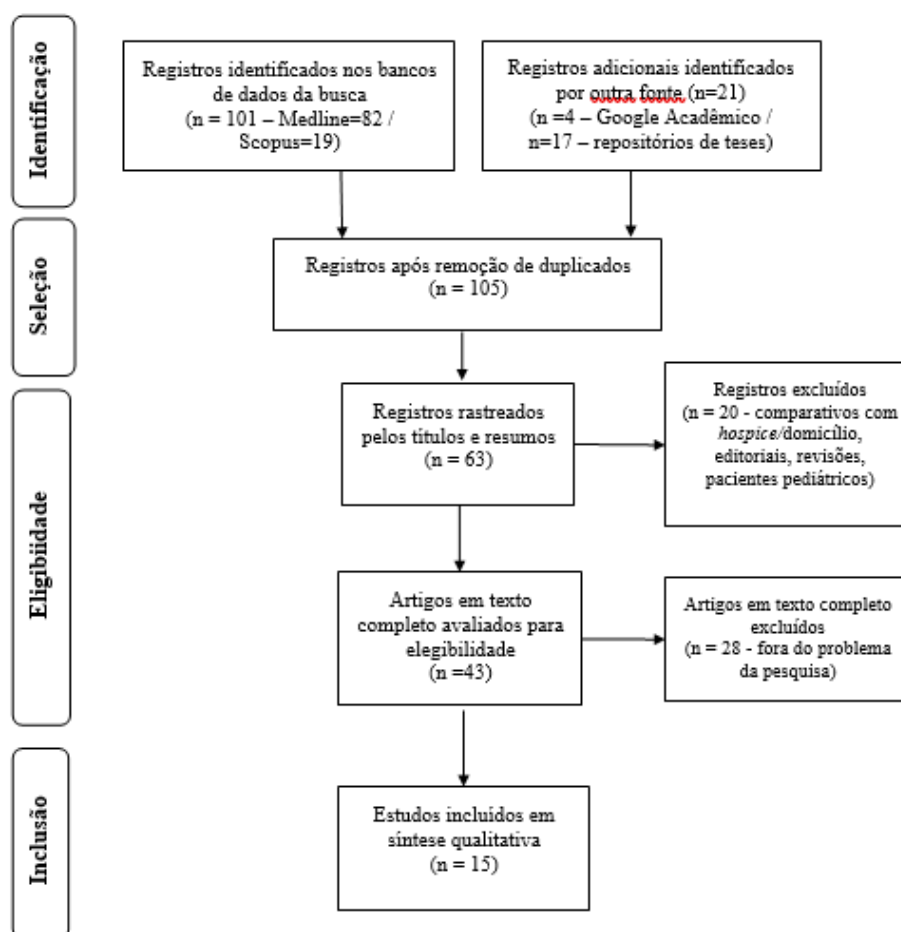 Identificação
Registros identificados nos bancos
de dados da busca
(n = 101 – Medline=82 /
Scopus=19)
Registros adicionais identificados
por outra fonte (n=21)
(n =4 – Google Acadêmico /
n=17 – repositórios de teses)
Seleção
Registros após remoção de duplicados
(n = 105)
Eligibiidade
Registros rastreados
pelos títulos e resumos
(n = 63)
Registros excluídos
(n = 20 - comparativos com
hospice/domicílio,
editoriais, revisões,
pacientes pediátricos)
Artigos em texto
completo avaliados para
elegebilidade
(n =43)
Artigos em texto completo
excluídos
(n = 28 - fora do problema
da pesquisa)
Inclusão
Estudos incluídos em
síntese qualitativa
(n = 15)